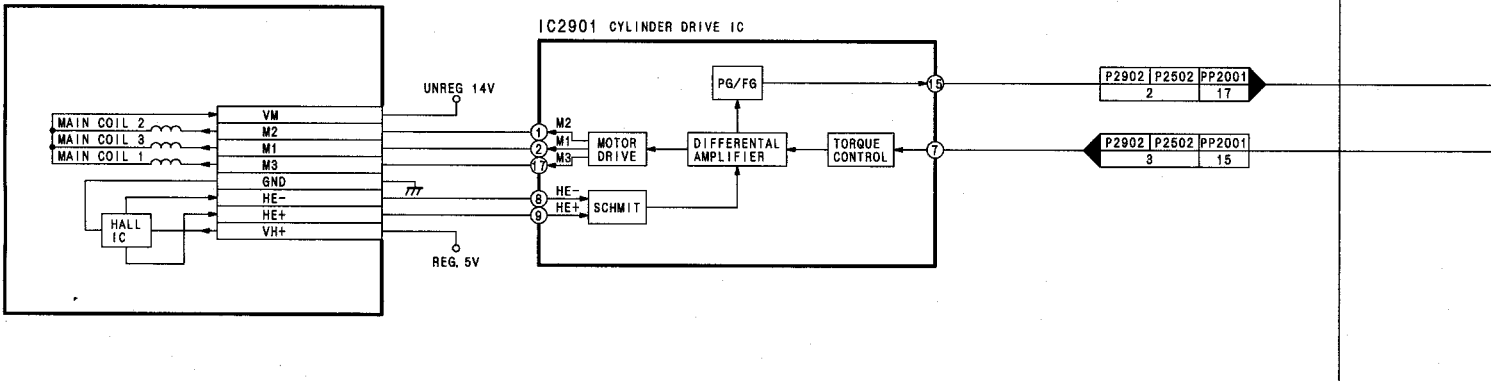 IC2901 CYLINDER DRIVE IC
UNREG 14V
VM
MAIN COIL 2
M2
MAIN COIL 3
M1
MAIN COIL 1
M3
GND
HE-
HE+
VH+
HALL IC
REG. 5V
1
M2
2
M1
17
M3
8
HE-
9
HE+
MOTOR DRIVE
SCHMIT
PG/FG
DIFFERENTAL AMPLIFIER
TORQUE CONTROL
15
7
P2902 P2502 PP2001
2 17
P2902 P2502 PP2001
3 15